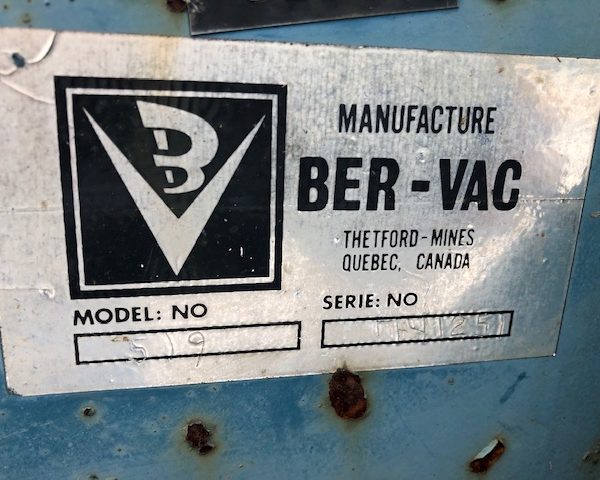 B
V
MANUFACTURE
BER-VAC
THETFORD-MINES
QUEBEC, CANADA
MODEL: NO
SERIE: NO
519